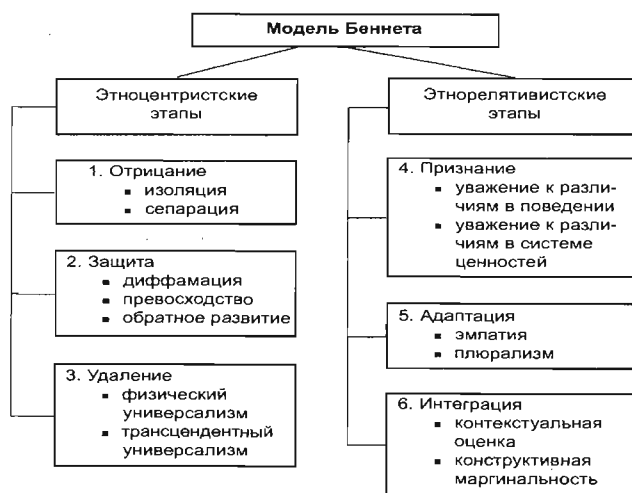 Модель Беннета
Этноцентристские
этапы
1. Отрицание
▪ изоляция
▪ сепарация
2. Защита
▪ диффамация
▪ превосходство
▪ обратное развитие
3. Удаление
▪ физический
универсализм
▪ трансцендентный
универсализм
Этнорелятивистские
этапы
4. Признание
▪ уважение к разли-
чиям в поведении
▪ уважение к разли-
чиям в системе
ценностей
5. Адаптация
▪ эмлатия
▪ плюрализм
6. Интеграция
▪ контекстуальная
оценка
▪ конструктивная
маргинальность